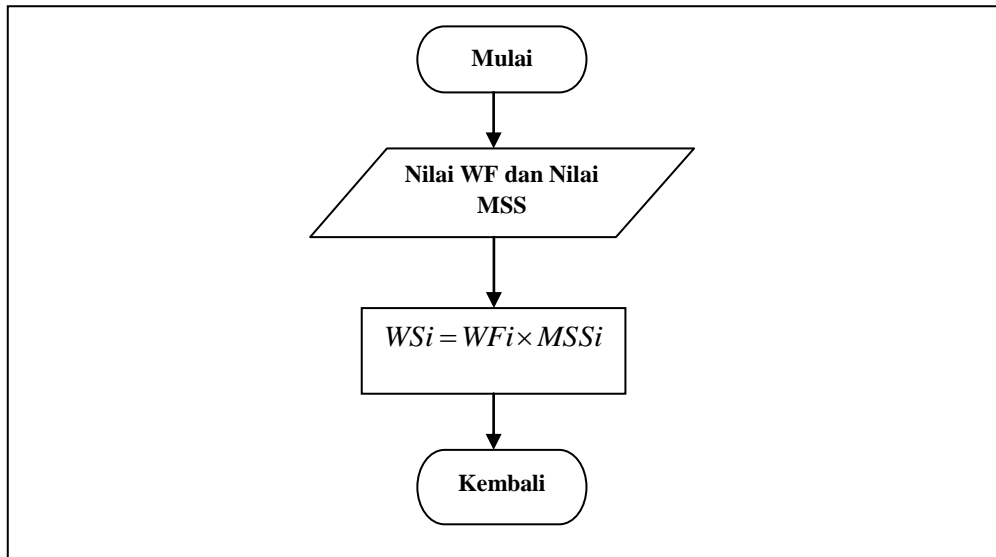 Mulai
Nilai WF dan Nilai
MSS
WSi = WFi × MSSi
Kembali